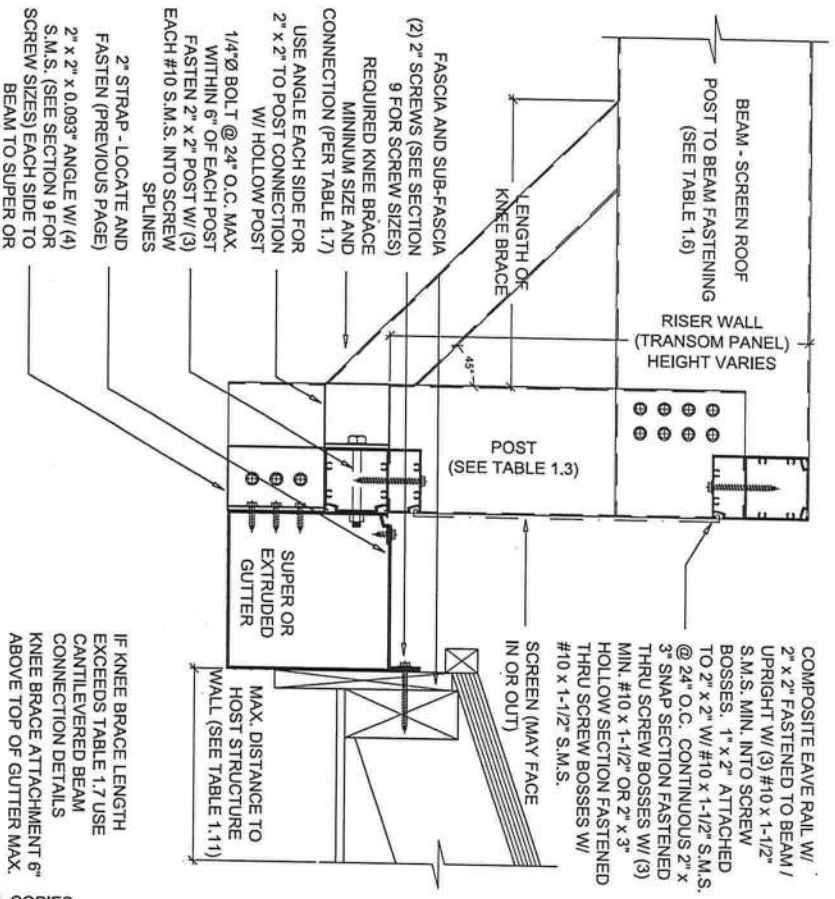 BEAM - SCREEN ROOF
POST TO BEAM FASTENING
(SEE TABLE 1.6)
RISER WALL
(TRANSOM PANEL)
HEIGHT VARIES
LENGTH OF
KNEE BRACE
45°
POST
(SEE TABLE 1.3)
FASCIA AND SUB-FASCIA
(2) 2" SCREWS (SEE SECTION
9 FOR SCREW SIZES)
REQUIRED KNEE BRACE
MININUM SIZE AND
CONNECTION (PER TABLE 1.7)
USE ANGLE EACH SIDE FOR
2" x 2" TO POST CONNECTION
W/ HOLLOW POST
1/4"Ø BOLT @ 24" O.C. MAX.
WITHIN 6" OF EACH POST
FASTEN 2" x 2" POST W/ (3)
EACH #10 S.M.S. INTO SCREW
SPLINES
2" STRAP - LOCATE AND
FASTEN (PREVIOUS PAGE)
2" x 2" x 0.093" ANGLE W/ (4)
S.M.S. (SEE SECTION 9 FOR
SCREW SIZES) EACH SIDE TO
BEAM TO SUPER OR
COMPOSITE EAVE RAIL W/
2" x 2" FASTENED TO BEAM /
UPRIGHT W/ (3) #10 x 1-1/2"
S.M.S. MIN. INTO SCREW
BOSSES. 1" x 2" ATTACHED
TO 2" x 2" W/ #10 x 1-1/2" S.M.S.
@ 24" O.C. CONTINUOUS 2" x
3" SNAP SECTION FASTENED
THRU SCREW BOSSES W/ (3)
MIN. #10 x 1-1/2" OR 2" x 3"
HOLLOW SECTION FASTENED
THRU SCREW BOSSES W/
#10 x 1-1/2" S.M.S.
SCREEN (MAY FACE
IN OR OUT)
SUPER OR
EXTRUDED
GUTTER
MAX. DISTANCE TO
HOST STRUCTURE
WALL (SEE TABLE 1.11)
IF KNEE BRACE LENGTH
EXCEEDS TABLE 1.7 USE
CANTILEVERED BEAM
CONNECTION DETAILS
KNEE BRACE ATTACHMENT 6"
ABOVE TOP OF GUTTER MAX.
COPIES